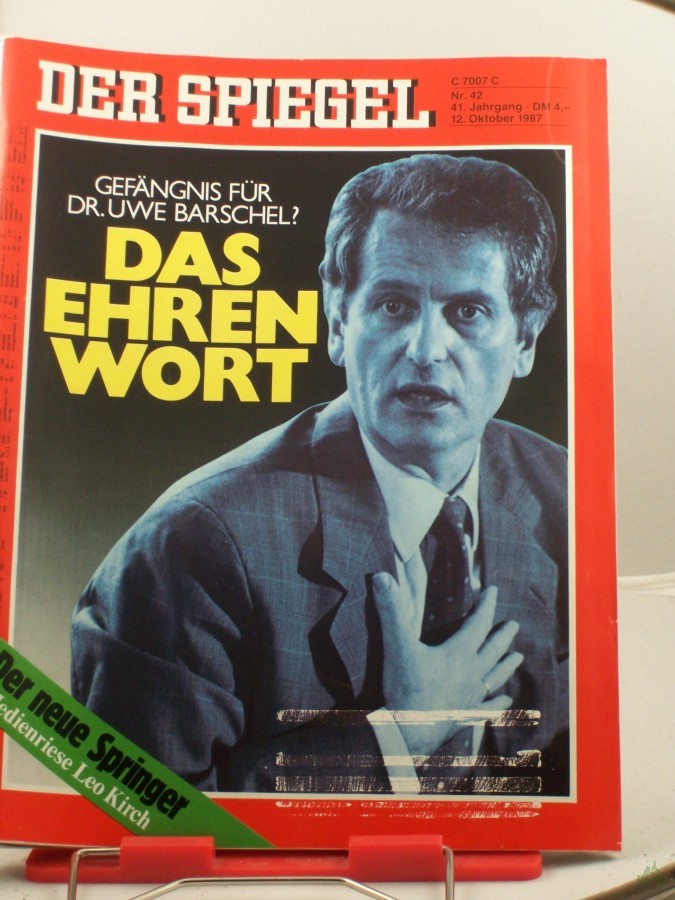 DER SPIEGEL
C 7007 C
Nr. 42
41. Jahrgang · DM 4,–
12. Oktober 1987
GEFÄNGNIS FÜR
DR. UWE BARSCHEL?
DAS
EHREN
WORT
Der neue Springer
Medienriese Leo Kirch